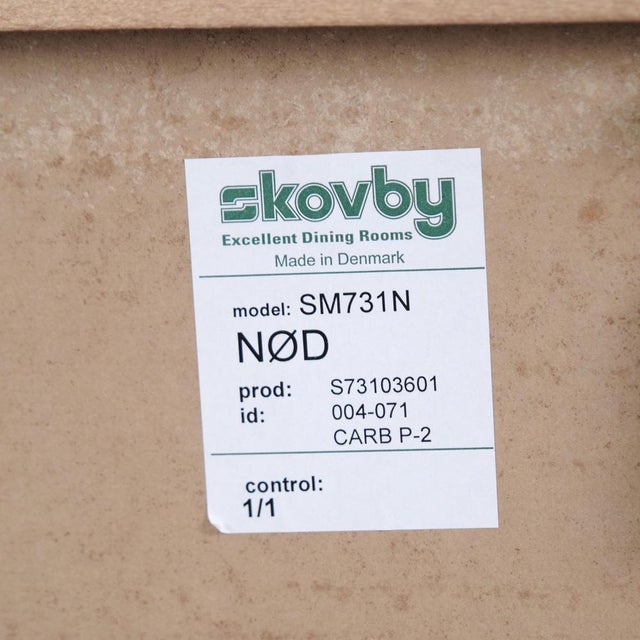 skovby
Excellent Dining Rooms
Made in Denmark
model: SM731N
NØD
prod: S73103601
id: 004-071
CARB P-2
control:
1/1